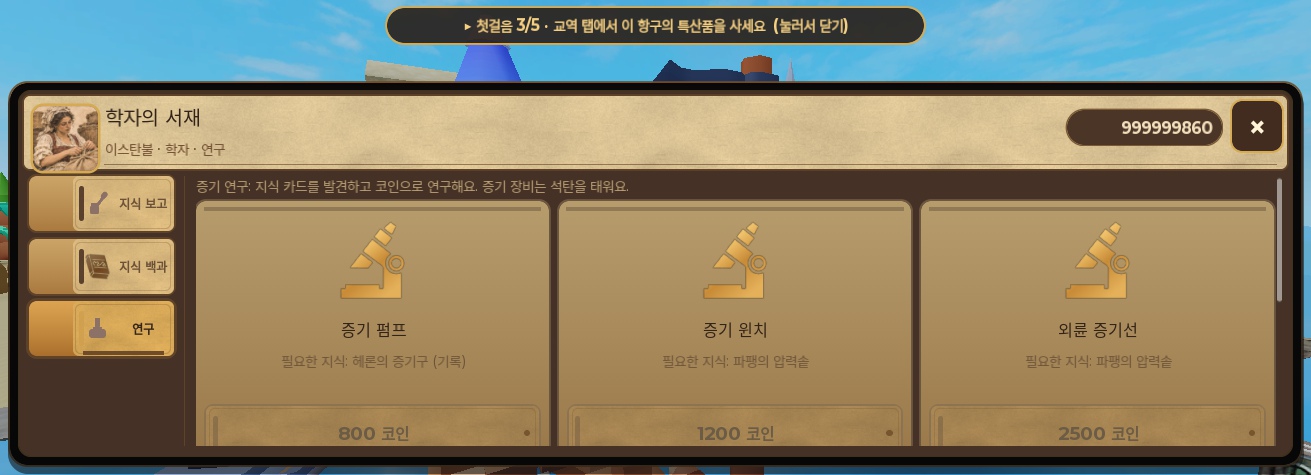 ▸ 첫걸음 3/5 · 교역 탭에서 이 항구의 특산품을 사세요 (눌러서 닫기)
학자의 서재
이스탄불 · 학자 · 연구
999999860
×
지식 보고
지식 백과
연구
증기 연구: 지식 카드를 발견하고 코인으로 연구해요. 증기 장비는 석탄을 태워요.
증기 펌프
필요한 지식: 헤론의 증기구 (기록)
800 코인
증기 윈치
필요한 지식: 파팽의 압력솥
1200 코인
외륜 증기선
필요한 지식: 파팽의 압력솥
2500 코인